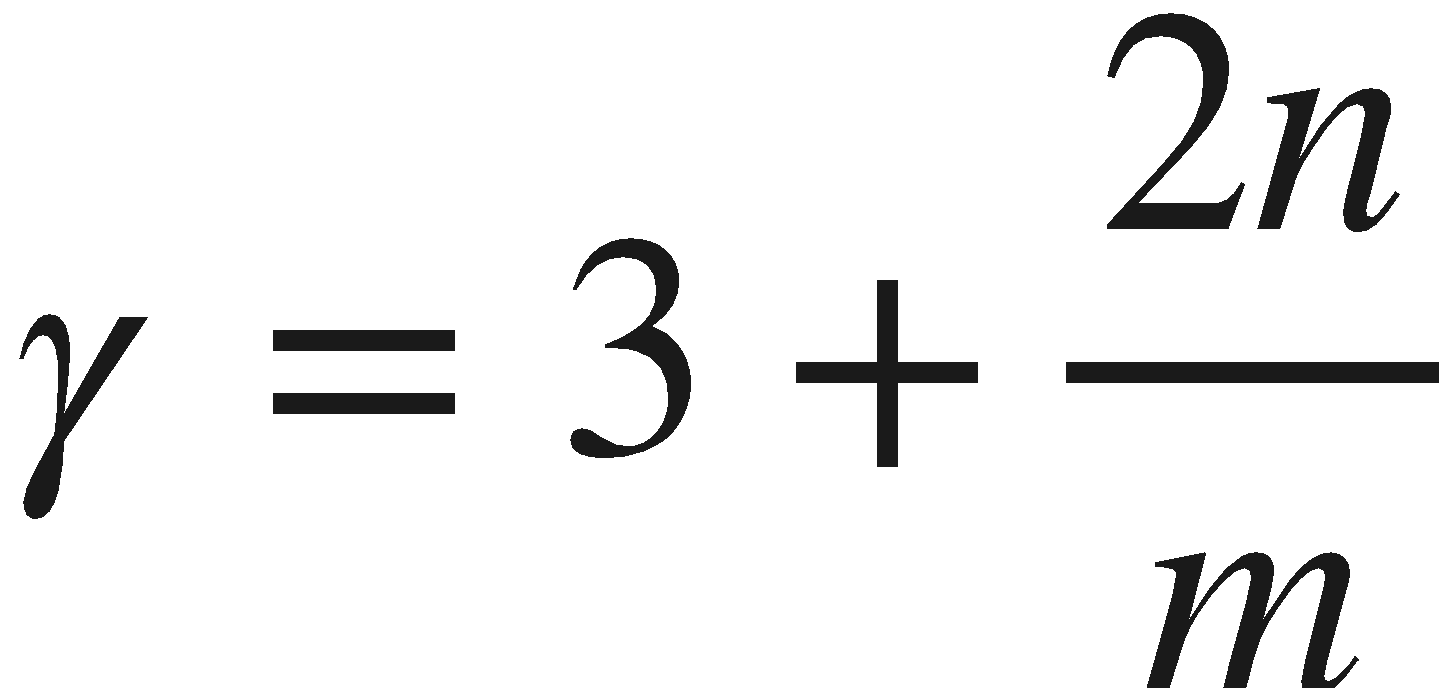 γ = 3 + 2n/m